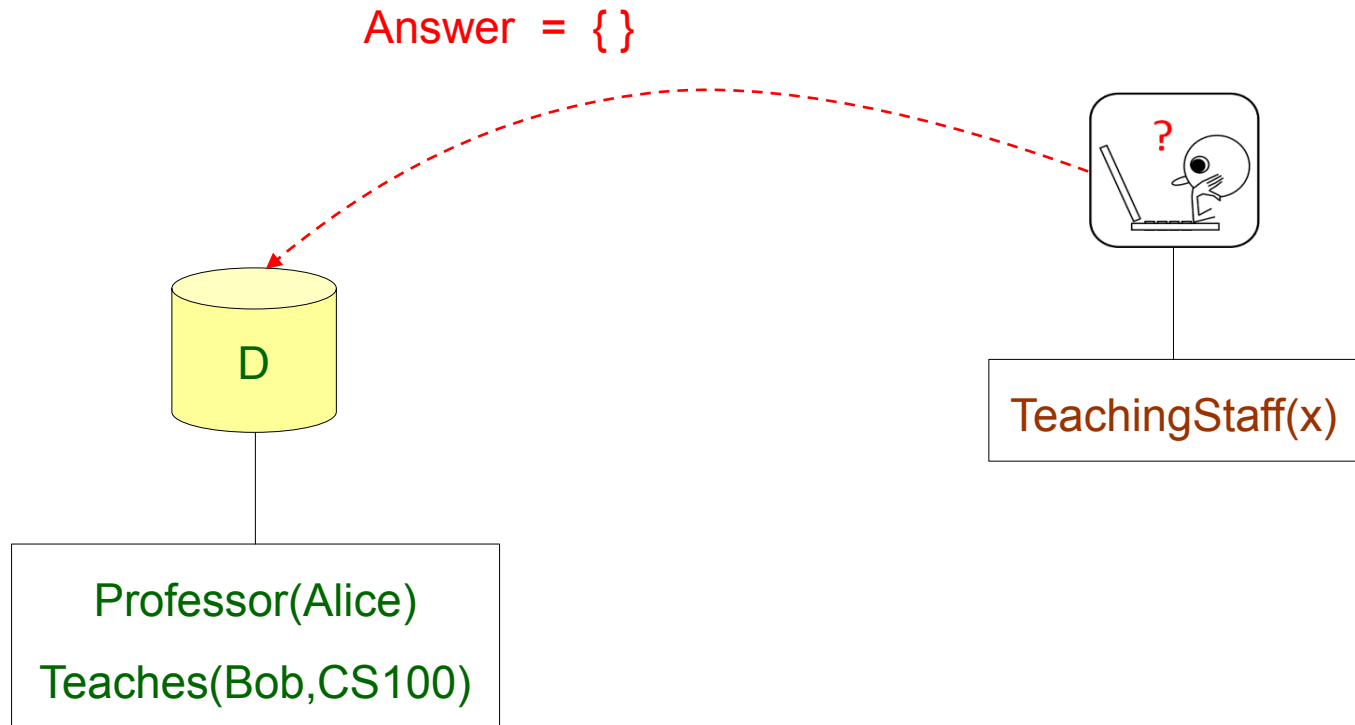 Answer = { }
?
D
TeachingStaff(x)
Professor(Alice)
Teaches(Bob,CS100)